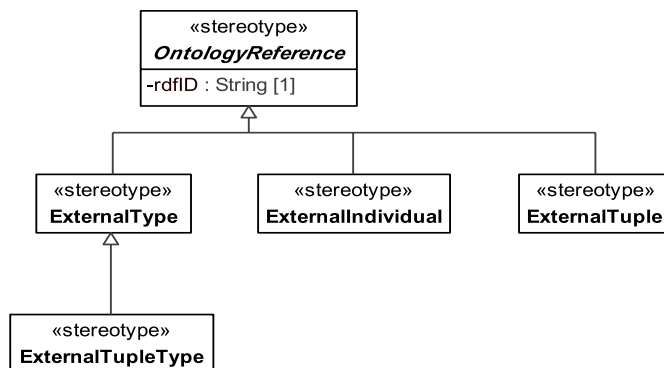 «stereotype»
OntologyReference
-rdfID : String [1]
«stereotype»
ExternalType
«stereotype»
ExternalIndividual
«stereotype»
ExternalTuple
«stereotype»
ExternalTupleType